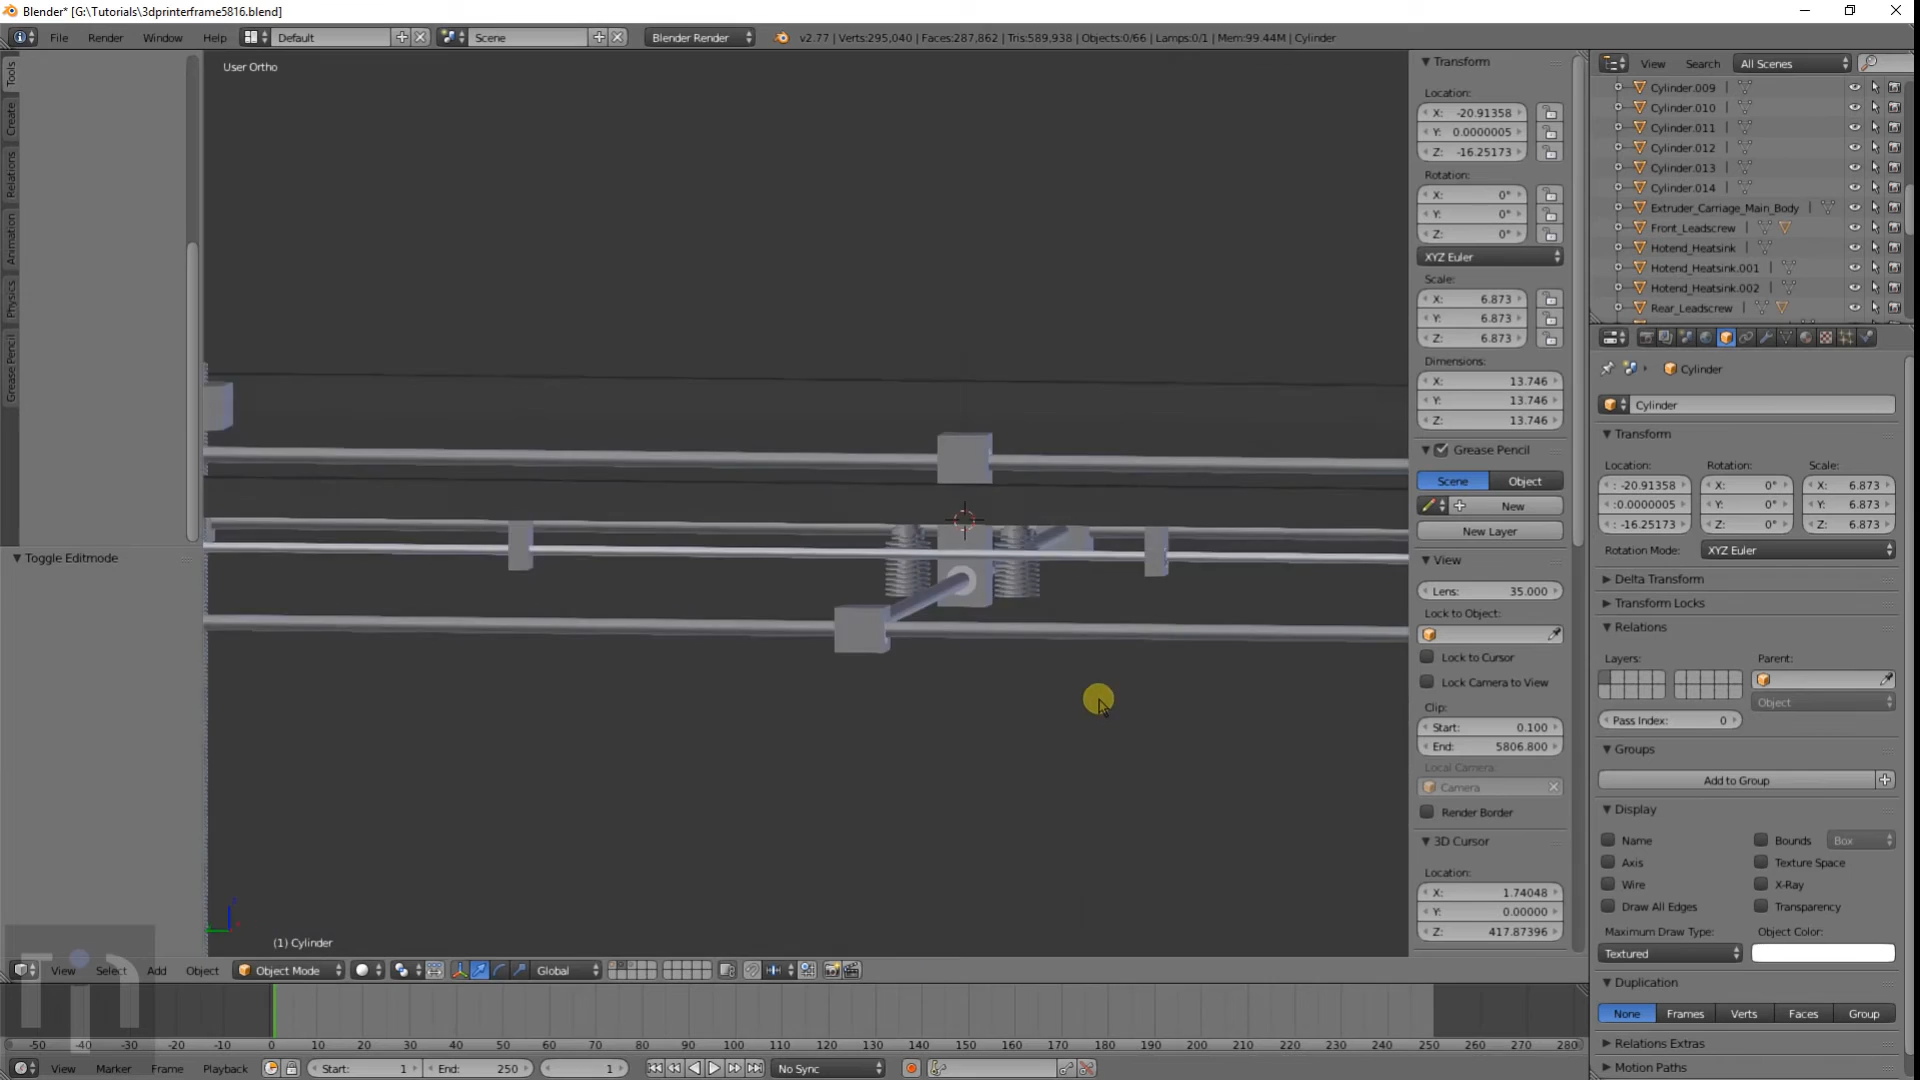 Blender* [G:\Tutorials\3dprinterframe5816.blend]
File Render Window Help Default Scene Blender Render v2.77 | Verts:295,040 | Faces:287,862 | Tris:589,938 | Objects:0/66 | Lamps:0/1 | Mem:99.44M | Cylinder
User Ortho
Tools
Create
Relations
Animation
Physics
Grease Pencil
Toggle Editmode
(1) Cylinder
Transform
Location:
X: -20.91358
Y: 0.0000005
Z: -16.25173
Rotation:
X: 0°
Y: 0°
Z: 0°
XYZ Euler
Scale:
X: 6.873
Y: 6.873
Z: 6.873
Dimensions:
X: 13.746
Y: 13.746
Z: 13.746
Grease Pencil
Scene Object
New
New Layer
View
Lens: 35.000
Lock to Object:
Lock to Cursor
Lock Camera to View
Clip:
Start: 0.100
End: 5806.800
Local Camera:
Camera
Render Border
3D Cursor
Location:
X: 1.74048
Y: 0.00000
Z: 417.87396
View Search All Scenes
Cylinder.009
Cylinder.010
Cylinder.011
Cylinder.012
Cylinder.013
Cylinder.014
Extruder_Carriage_Main_Body
Front_Leadscrew
Hotend_Heatsink
Hotend_Heatsink.001
Hotend_Heatsink.002
Rear_Leadscrew
Cylinder
Cylinder
Transform
Location: Rotation: Scale:
: -20.91358 X: 0° X: 6.873
:0.0000005 Y: 0° Y: 6.873
: -16.25173 Z: 0° Z: 6.873
Rotation Mode: XYZ Euler
Delta Transform
Transform Locks
Relations
Layers: Parent:
Object
Pass Index: 0
Groups
Add to Group
Display
Name Bounds Box
Axis Texture Space
Wire X-Ray
Draw All Edges Transparency
Maximum Draw Type: Object Color:
Textured
Duplication
None Frames Verts Faces Group
Relations Extras
Motion Paths
View Select Add Object Object Mode Global
-50 -40 -30 -20 -10 0 10 20 30 40 50 60 70 80 90 100 110 120 130 140 150 160 170 180 190 200 210 220 230 240 250 260 270 280
View Marker Frame Playback Start: 1 End: 250 1 No Sync